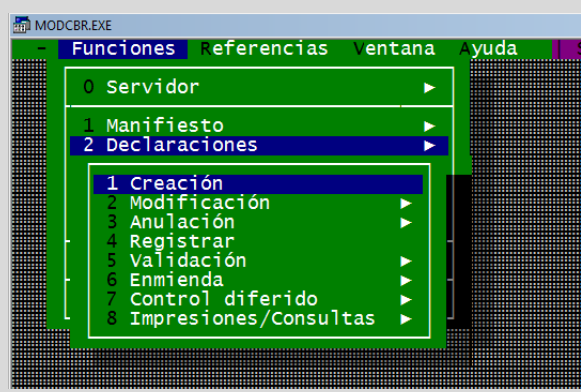 MODCBR.EXE
- Funciones Referencias Ventana Ayuda
0 Servidor ►
1 Manifiesto ►
2 Declaraciones ►
1 Creación
2 Modificación ►
3 Anulación ►
4 Registrar
5 Validación ►
6 Enmienda ►
7 Control diferido ►
8 Impresiones/Consultas ►